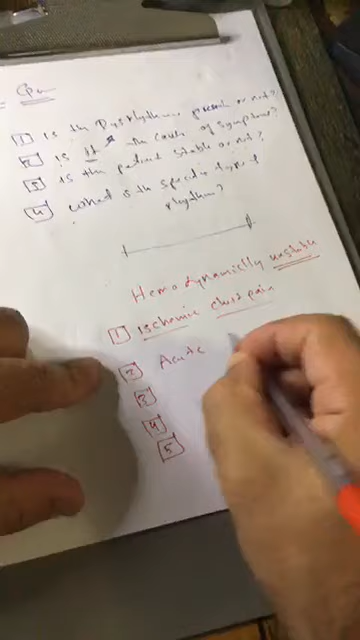 = Qu
1 is the Dysrhythmia present or not?
2 is it the cause of symptoms?
3 is the patient stable or not?
4 What is the specific type of
rhythm?
Hemodynamically unstable
1 ischemic chest pain
2 Acute
3
4
5